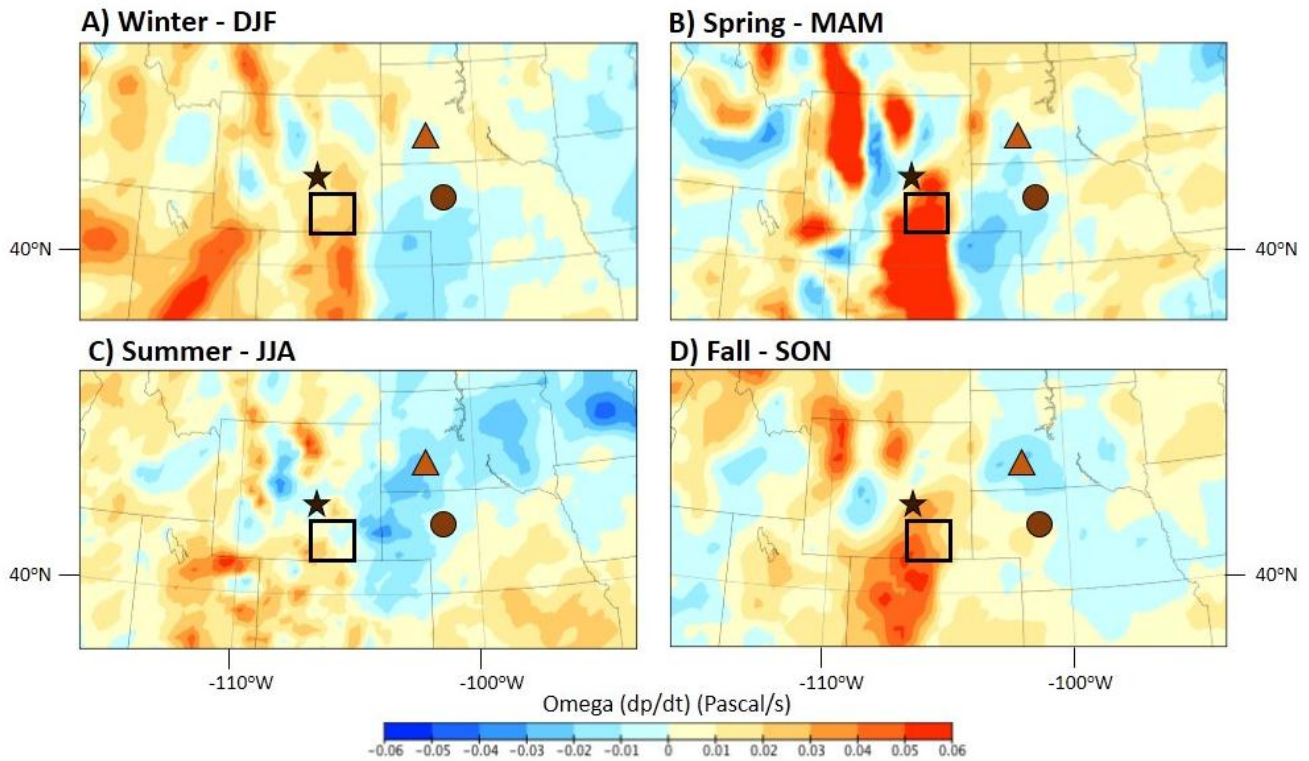 A) Winter - DJF
B) Spring - MAM
40°N
40°N
C) Summer - JJA
D) Fall - SON
40°N
40°N
-110°W
-100°W
-110°W
-100°W
Omega (dp/dt) (Pascal/s)
-0.06 -0.05 -0.04 -0.03 -0.02 -0.01 0 0.01 0.02 0.03 0.04 0.05 0.06